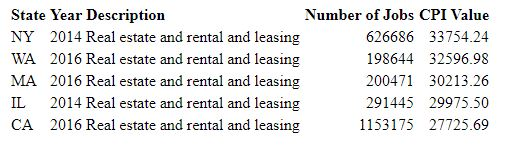 State Year Description Number of Jobs CPI Value
NY 2014 Real estate and rental and leasing 626686 33754.24
WA 2016 Real estate and rental and leasing 198644 32596.98
MA 2016 Real estate and rental and leasing 200471 30213.26
IL 2014 Real estate and rental and leasing 291445 29975.50
CA 2016 Real estate and rental and leasing 1153175 27725.69